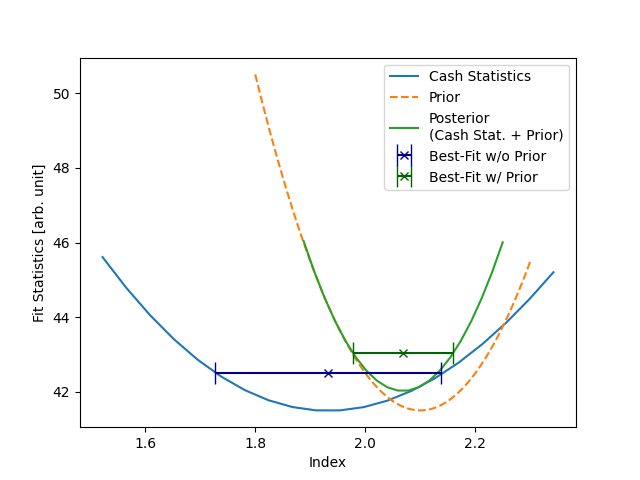 50
48
46
44
42
Fit Statistics [arb. unit]
1.6
1.8
2.0
2.2
Index
Cash Statistics
Prior
Posterior
(Cash Stat. + Prior)
Best-Fit w/o Prior
Best-Fit w/ Prior